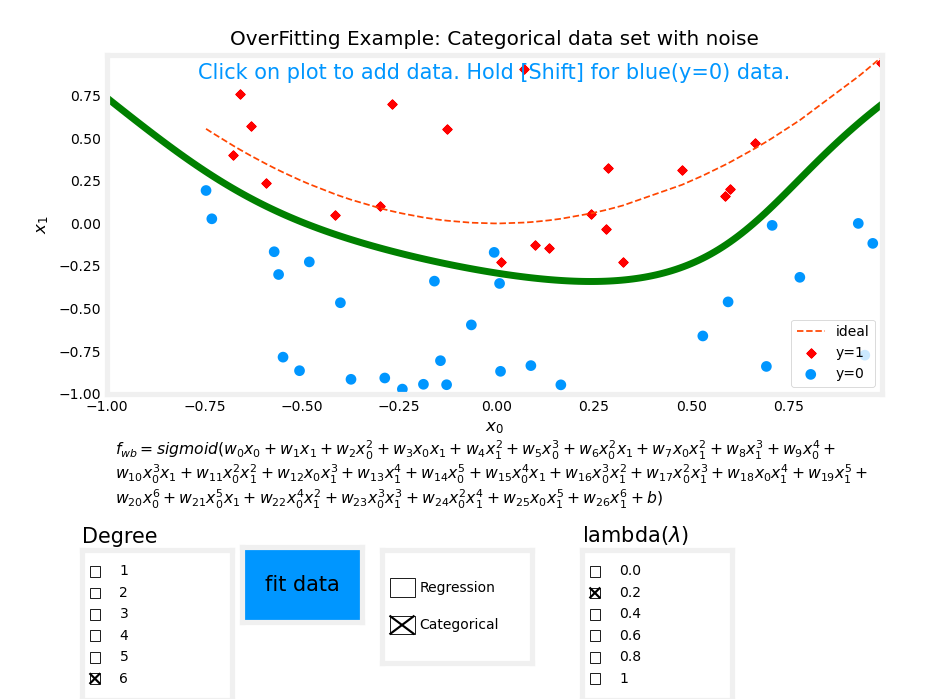 OverFitting Example: Categorical data set with noise
Click on plot to add data. Hold [Shift] for blue(y=0) data.
0.75
0.50
0.25
0.00
−0.25
−0.50
−0.75
−1.00
x₁
ideal
y=1
y=0
−1.00 −0.75 −0.50 −0.25 0.00 0.25 0.50 0.75
x₀
f_wb = sigmoid(w₀x₀ + w₁x₁ + w₂x₀² + w₃x₀x₁ + w₄x₁² + w₅x₀³ + w₆x₀²x₁ + w₇x₀x₁² + w₈x₁³ + w₉x₀⁴ +
w₁₀x₀³x₁ + w₁₁x₀²x₁² + w₁₂x₀x₁³ + w₁₃x₁⁴ + w₁₄x₀⁵ + w₁₅x₀⁴x₁ + w₁₆x₀³x₁² + w₁₇x₀²x₁³ + w₁₈x₀x₁⁴ + w₁₉x₁⁵ +
w₂₀x₀⁶ + w₂₁x₀⁵x₁ + w₂₂x₀⁴x₁² + w₂₃x₀³x₁³ + w₂₄x₀²x₁⁴ + w₂₅x₀x₁⁵ + w₂₆x₁⁶ + b)
Degree
1
2
3
4
5
6
fit data
Regression
Categorical
lambda(λ)
0.0
0.2
0.4
0.6
0.8
1